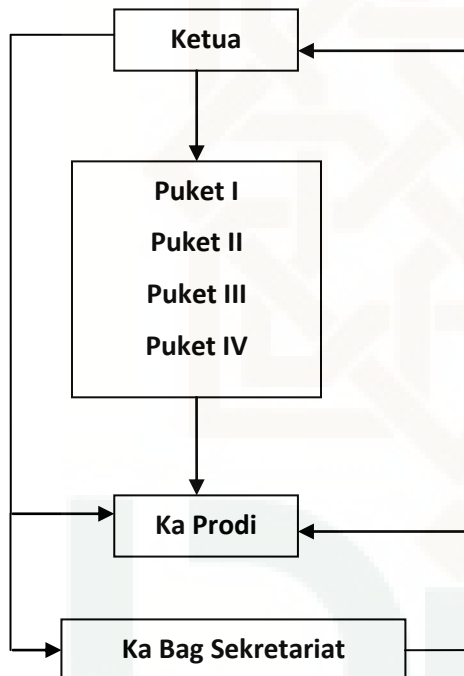 Ketua
Puket I
Puket II
Puket III
Puket IV
Ka Prodi
Ka Bag Sekretariat